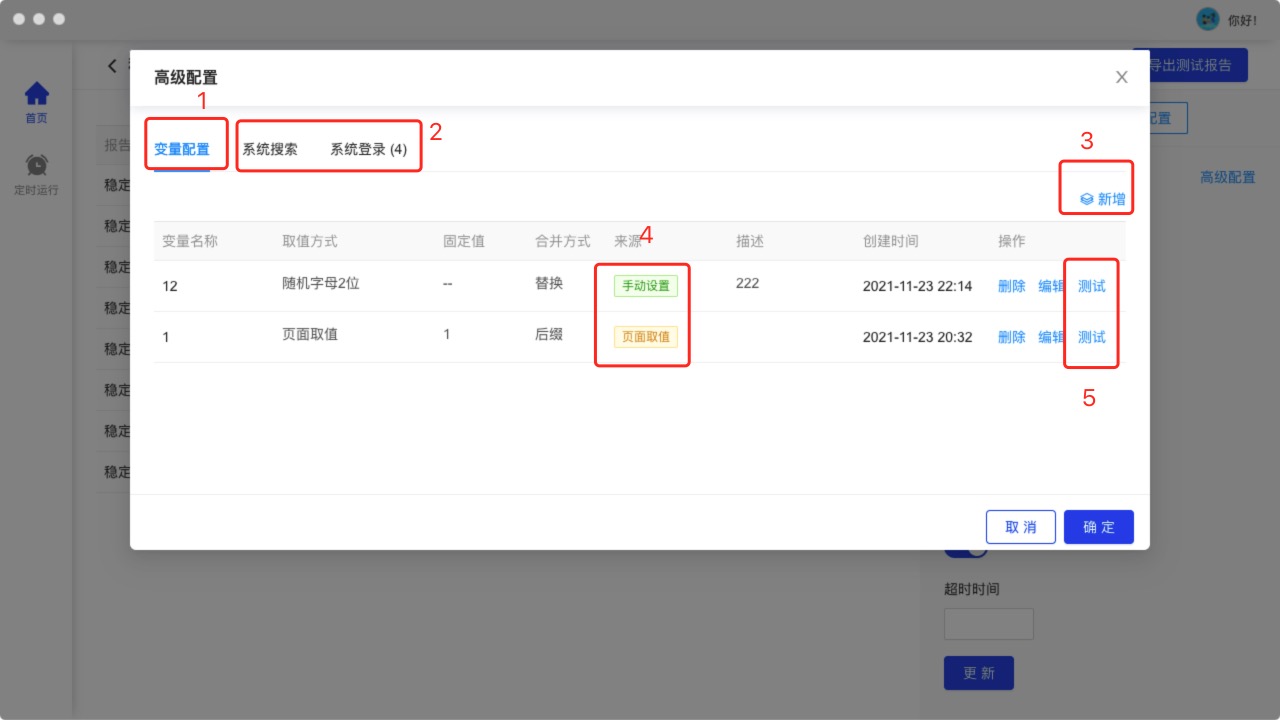 你好!
导出测试报告
高级配置
1
变量配置
系统搜索
系统登录 (4)
2
3
首页
定时运行
报告
配置
高级配置
新增
变量名称 取值方式 固定值 合并方式 来源 描述 创建时间 操作
4
12 随机字母2位 -- 替换 手动设置 222 2021-11-23 22:14 删除 编辑 测试
1 页面取值 1 后缀 页面取值 2021-11-23 20:32 删除 编辑 测试
5
稳定
稳定
稳定
稳定
稳定
稳定
稳定
稳定
取 消
确 定
超时时间
更 新